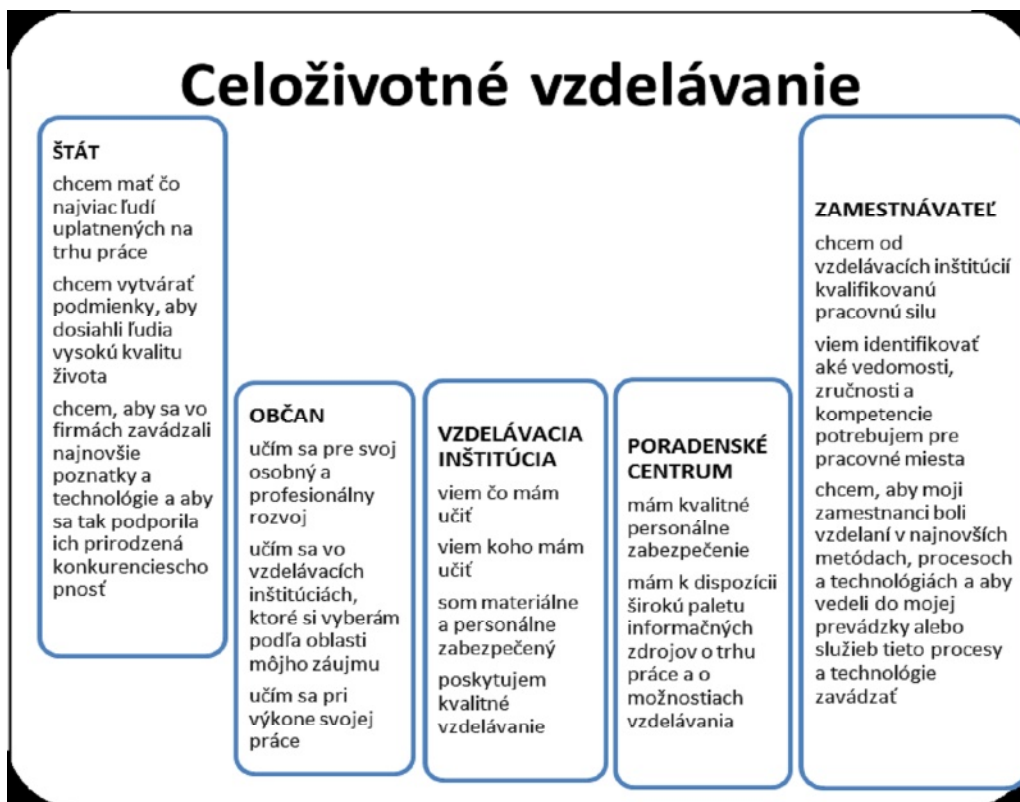 Celoživotné vzdelávanie
ŠTÁT
chcem mať čo
najviac ľudí
uplatnených na
trhu práce
chcem vytvárať
podmienky, aby
dosiahli ľudia
vysokú kvalitu
života
chcem, aby sa vo
firmách zavádzali
najnovšie
poznatky a
technológie a aby
sa tak podporila
ich prirodzená
konkurenciescho
pnosť
OBČAN
učím sa pre svoj
osobný a
profesionálny
rozvoj
učím sa vo
vzdelávacích
inštitúciách,
ktoré si vyberám
podľa oblasti
môjho záujmu
učím sa pri
výkone svojej
práce
VZDELÁVACIA
INŠTITÚCIA
viem čo mám
učiť
viem koho mám
učiť
som materiálne
a personálne
zabezpečený
poskytujem
kvalitné
vzdelávanie
PORADENSKÉ
CENTRUM
mám kvalitné
personálne
zabezpečenie
mám k dispozícii
širokú paletu
informačných
zdrojov o trhu
práce a o
možnostiach
vzdelávania
ZAMESTNÁVATEĽ
chcem od
vzdelávacích inštitúcií
kvalifikovanú
pracovnú silu
viem identifikovať
aké vedomosti,
zručnosti a
kompetencie
potrebujem pre
pracovné miesta
chcem, aby moji
zamestnanci boli
vzdelaní v najnovších
metódach, procesoch
a technológiách a aby
vedeli do mojej
prevádzky alebo
služieb tieto procesy
a technológie
zavádzať